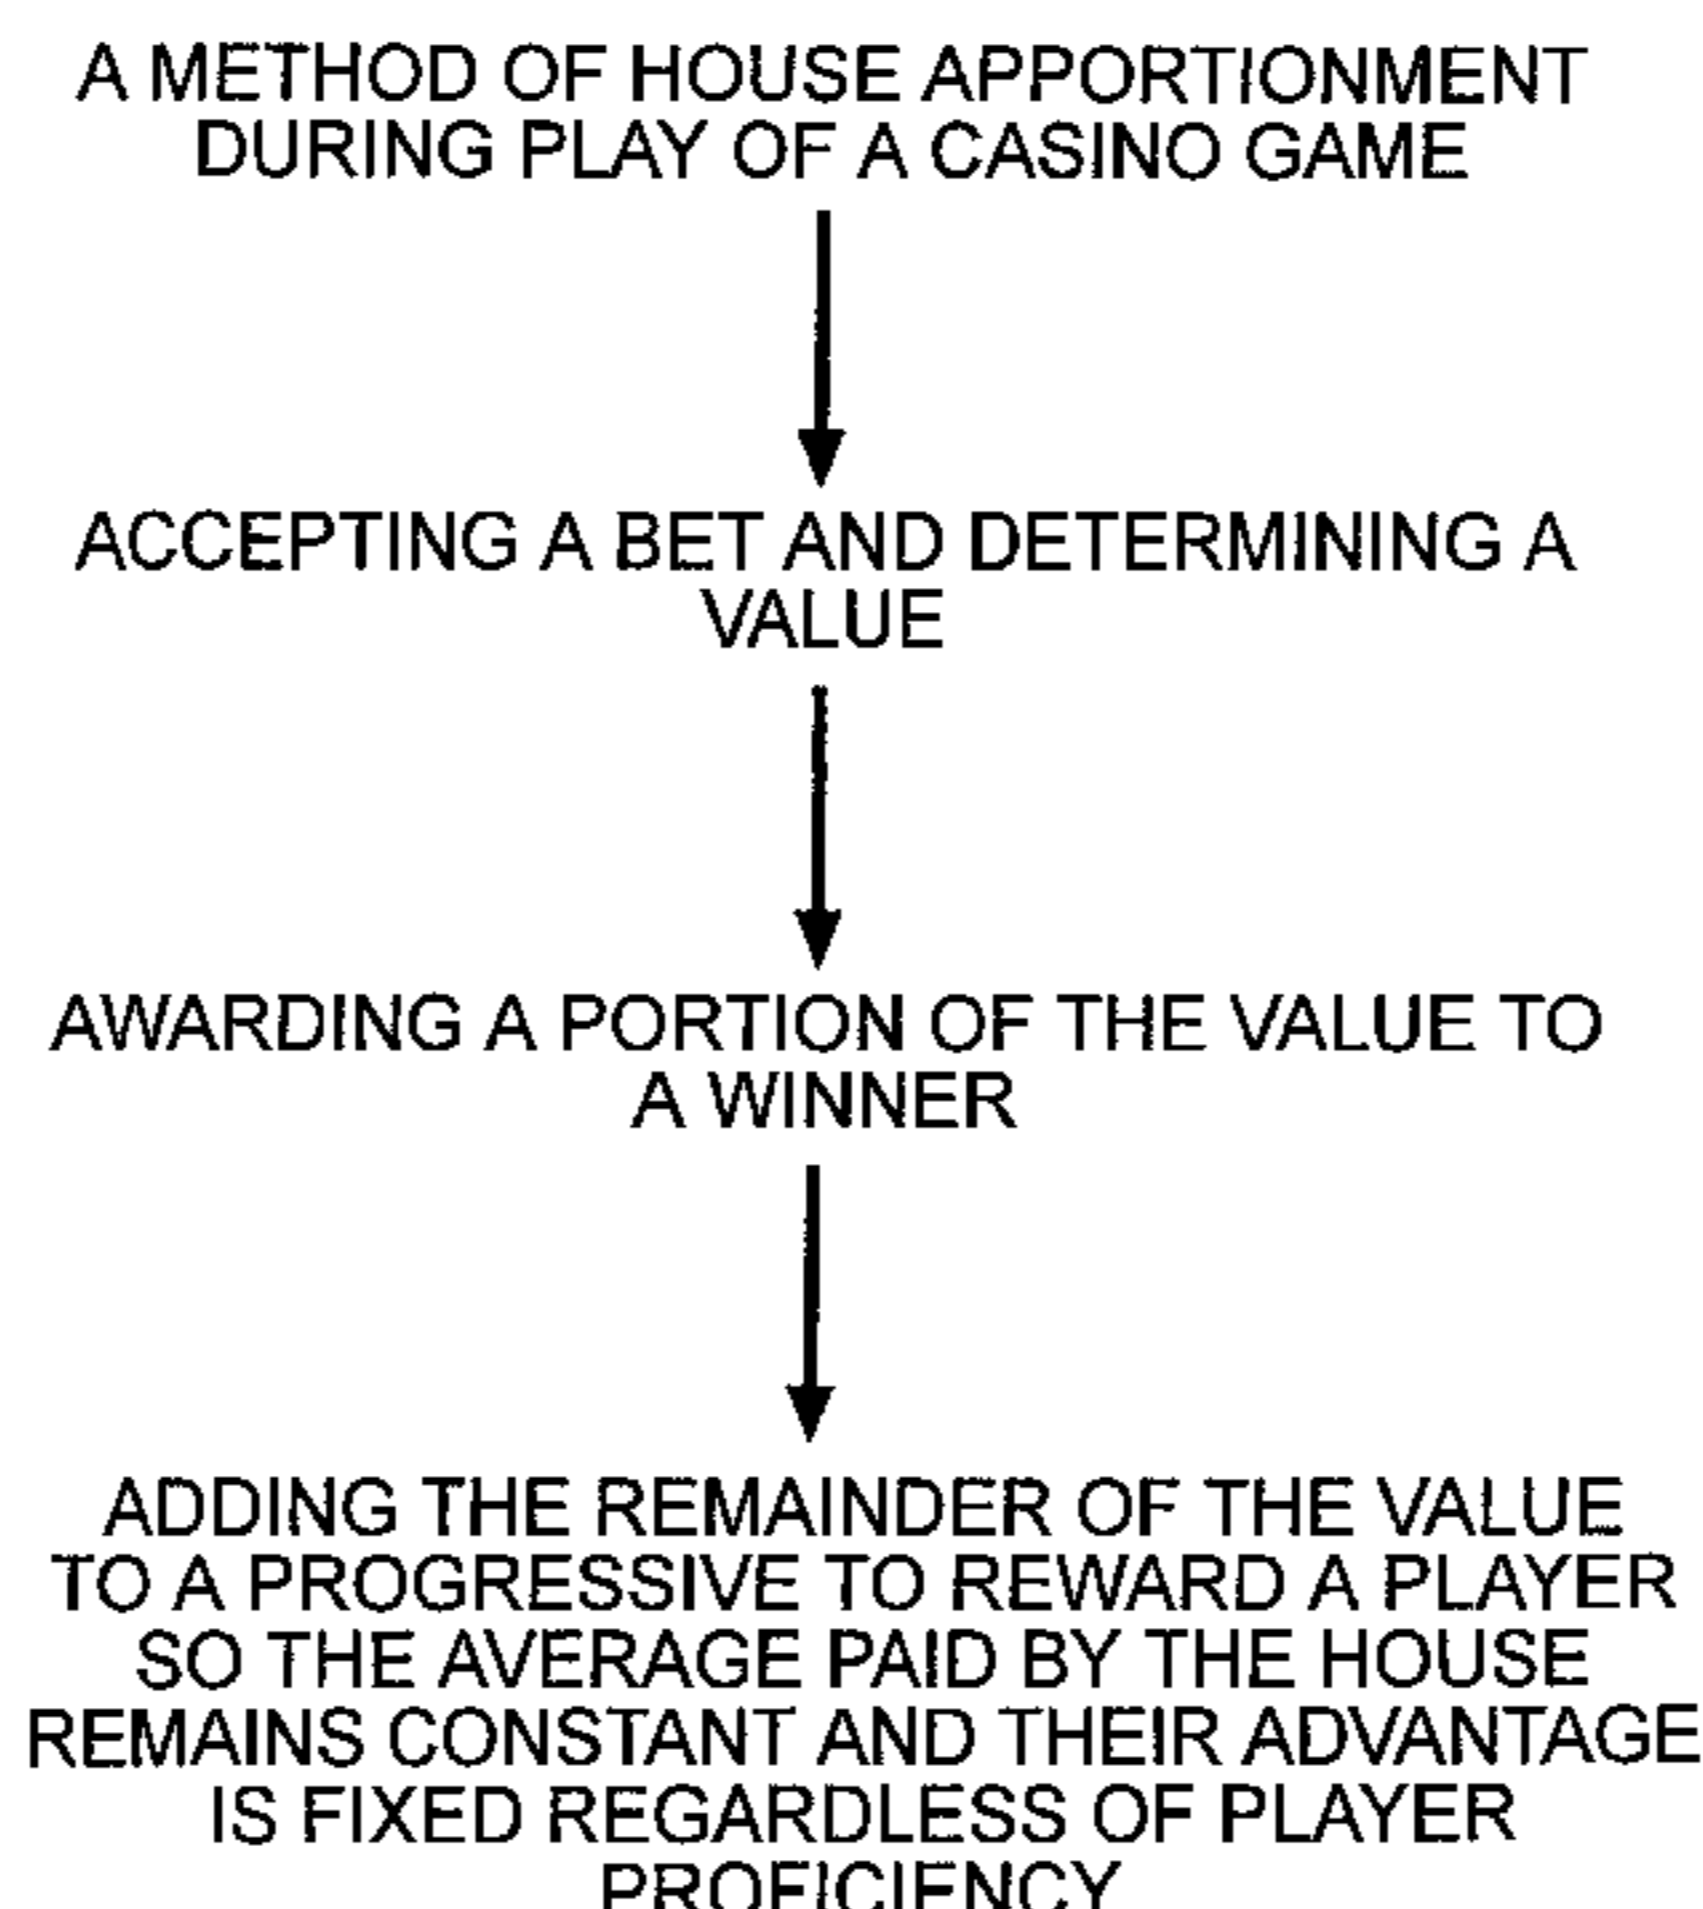 A METHOD OF HOUSE APPORTIONMENT
DURING PLAY OF A CASINO GAME
ACCEPTING A BET AND DETERMINING A
VALUE
AWARDING A PORTION OF THE VALUE TO
A WINNER
ADDING THE REMAINDER OF THE VALUE
TO A PROGRESSIVE TO REWARD A PLAYER
SO THE AVERAGE PAID BY THE HOUSE
REMAINS CONSTANT AND THEIR ADVANTAGE
IS FIXED REGARDLESS OF PLAYER
PROFICIENCY